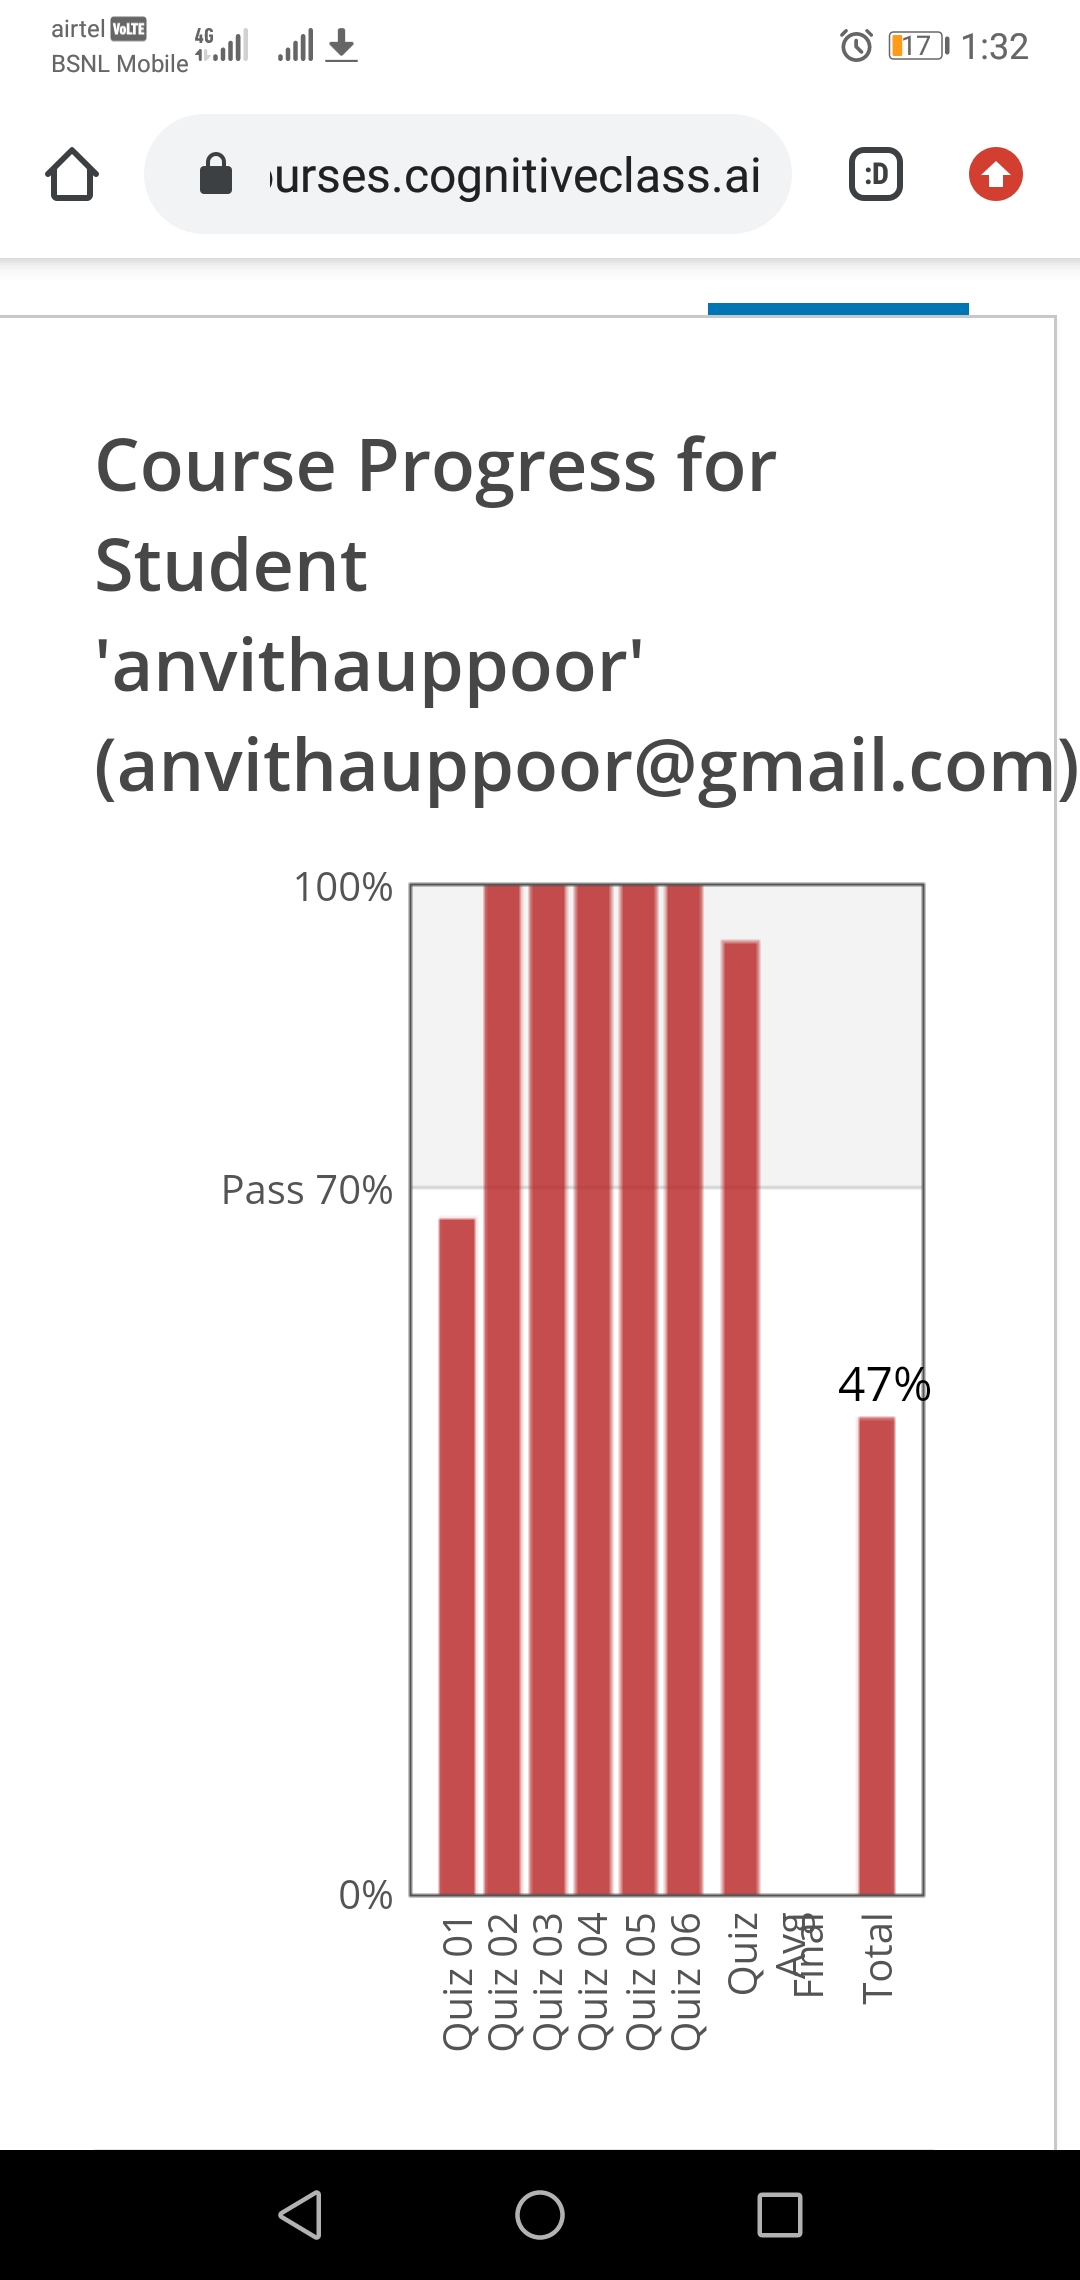 airtel VoLTE
BSNL Mobile
4G
17
1:32
urses.cognitiveclass.ai
:D
Course Progress for
Student
'anvithauppoor'
(anvithauppoor@gmail.com)
100%
Pass 70%
47%
0%
Quiz 01
Quiz 02
Quiz 03
Quiz 04
Quiz 05
Quiz 06
Quiz
Avg
Final
Total